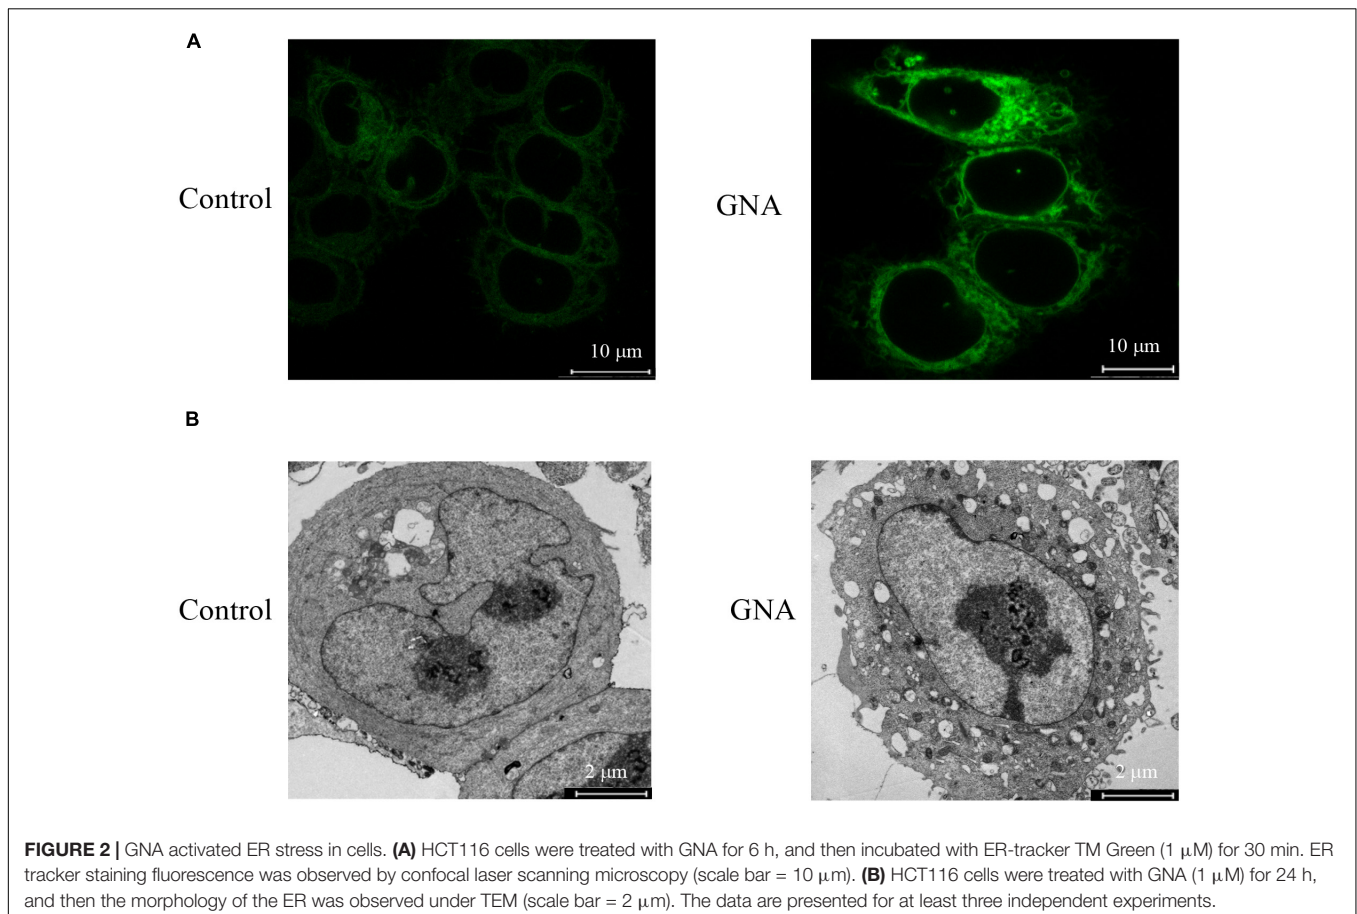 A
Control
GNA
10 μm
10 μm
B
Control
GNA
2 μm
2 μm
FIGURE 2 | GNA activated ER stress in cells. (A) HCT116 cells were treated with GNA for 6 h, and then incubated with ER-tracker TM Green (1 μM) for 30 min. ER
tracker staining fluorescence was observed by confocal laser scanning microscopy (scale bar = 10 μm). (B) HCT116 cells were treated with GNA (1 μM) for 24 h,
and then the morphology of the ER was observed under TEM (scale bar = 2 μm). The data are presented for at least three independent experiments.